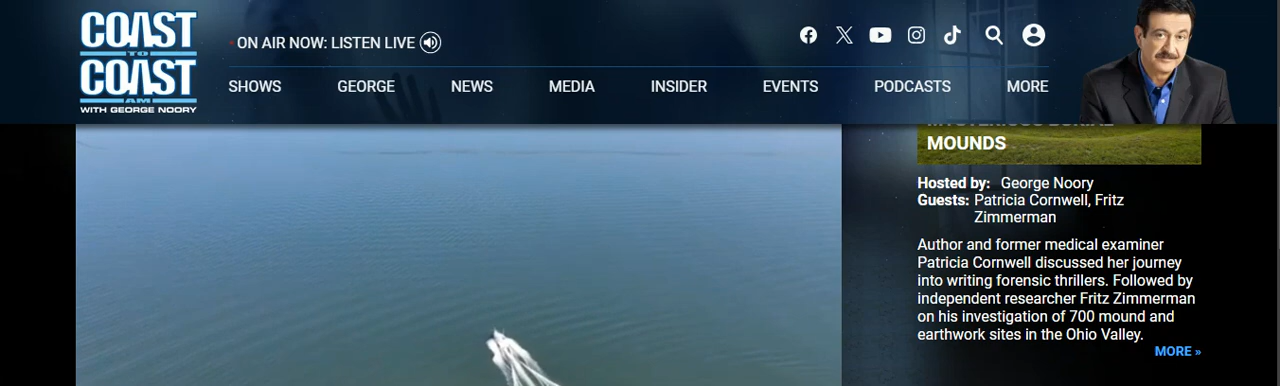 COAST
TO
COAST
AM
WITH GEORGE NOORY
ON AIR NOW: LISTEN LIVE
SHOWS GEORGE NEWS MEDIA INSIDER EVENTS PODCASTS MORE
MYSTERIOUS BURIAL
MOUNDS
Hosted by: George Noory
Guests: Patricia Cornwell, Fritz
Zimmerman
Author and former medical examiner
Patricia Cornwell discussed her journey
into writing forensic thrillers. Followed by
independent researcher Fritz Zimmerman
on his investigation of 700 mound and
earthwork sites in the Ohio Valley.
MORE »